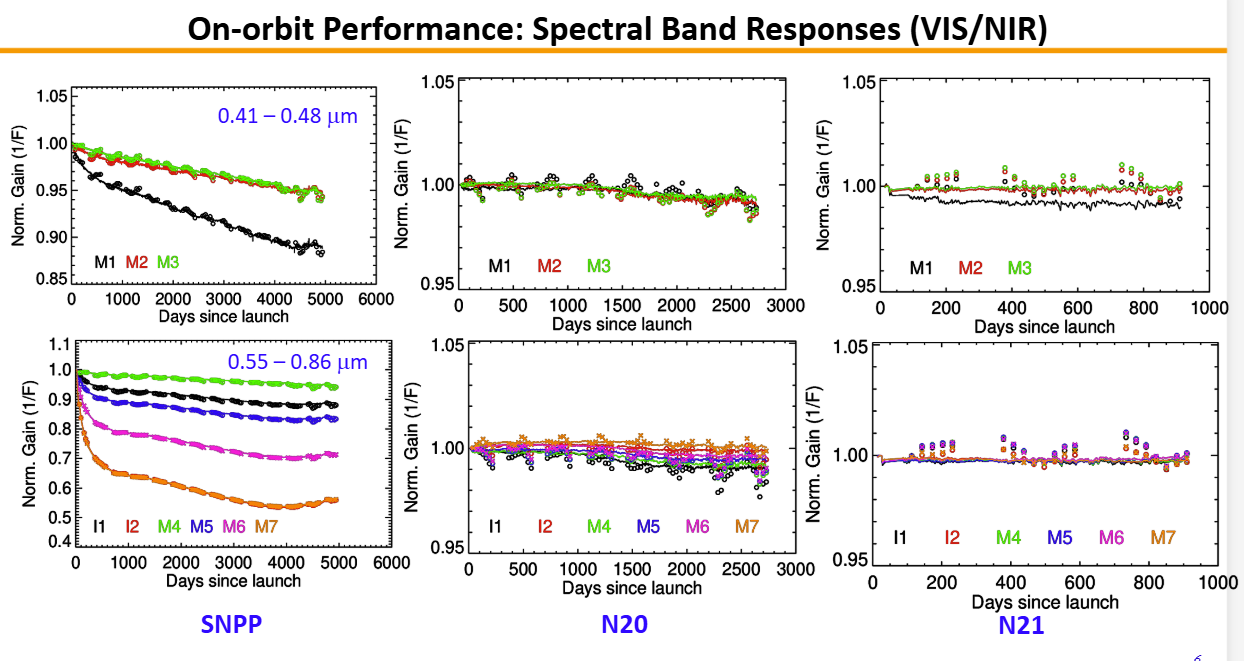 On-orbit Performance: Spectral Band Responses (VIS/NIR)
1.05
1.00
0.95
0.90
0.85
Norm. Gain (1/F)
0.41 – 0.48 μm
M1 M2 M3
0 1000 2000 3000 4000 5000 6000
Days since launch
1.05
1.00
0.95
Norm. Gain (1/F)
M1 M2 M3
0 500 1000 1500 2000 2500 3000
Days since launch
1.05
1.00
0.95
Norm. Gain (1/F)
M1 M2 M3
0 200 400 600 800 1000
Days since launch
1.1
1.0
0.9
0.8
0.7
0.6
0.5
0.4
Norm. Gain (1/F)
0.55 – 0.86 μm
I1 I2 M4 M5 M6 M7
0 1000 2000 3000 4000 5000 6000
Days since launch
SNPP
1.05
1.00
0.95
Norm. Gain (1/F)
I1 I2 M4 M5 M6 M7
0 500 1000 1500 2000 2500 3000
Days since launch
N20
1.05
1.00
0.95
Norm. Gain (1/F)
I1 I2 M4 M5 M6 M7
0 200 400 600 800 1000
Days since launch
N21